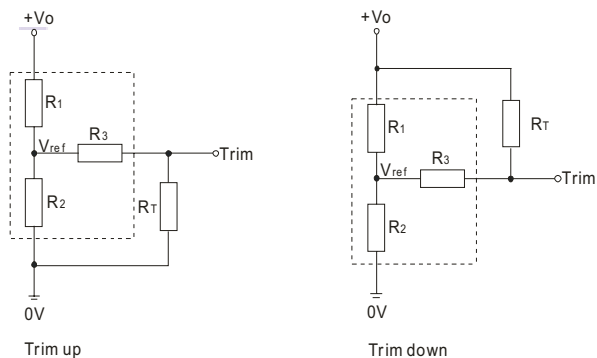 +Vo
R1
Vref
R3
Trim
R2
RT
0V
Trim up
+Vo
R1
RT
Vref
R3
Trim
R2
0V
Trim down